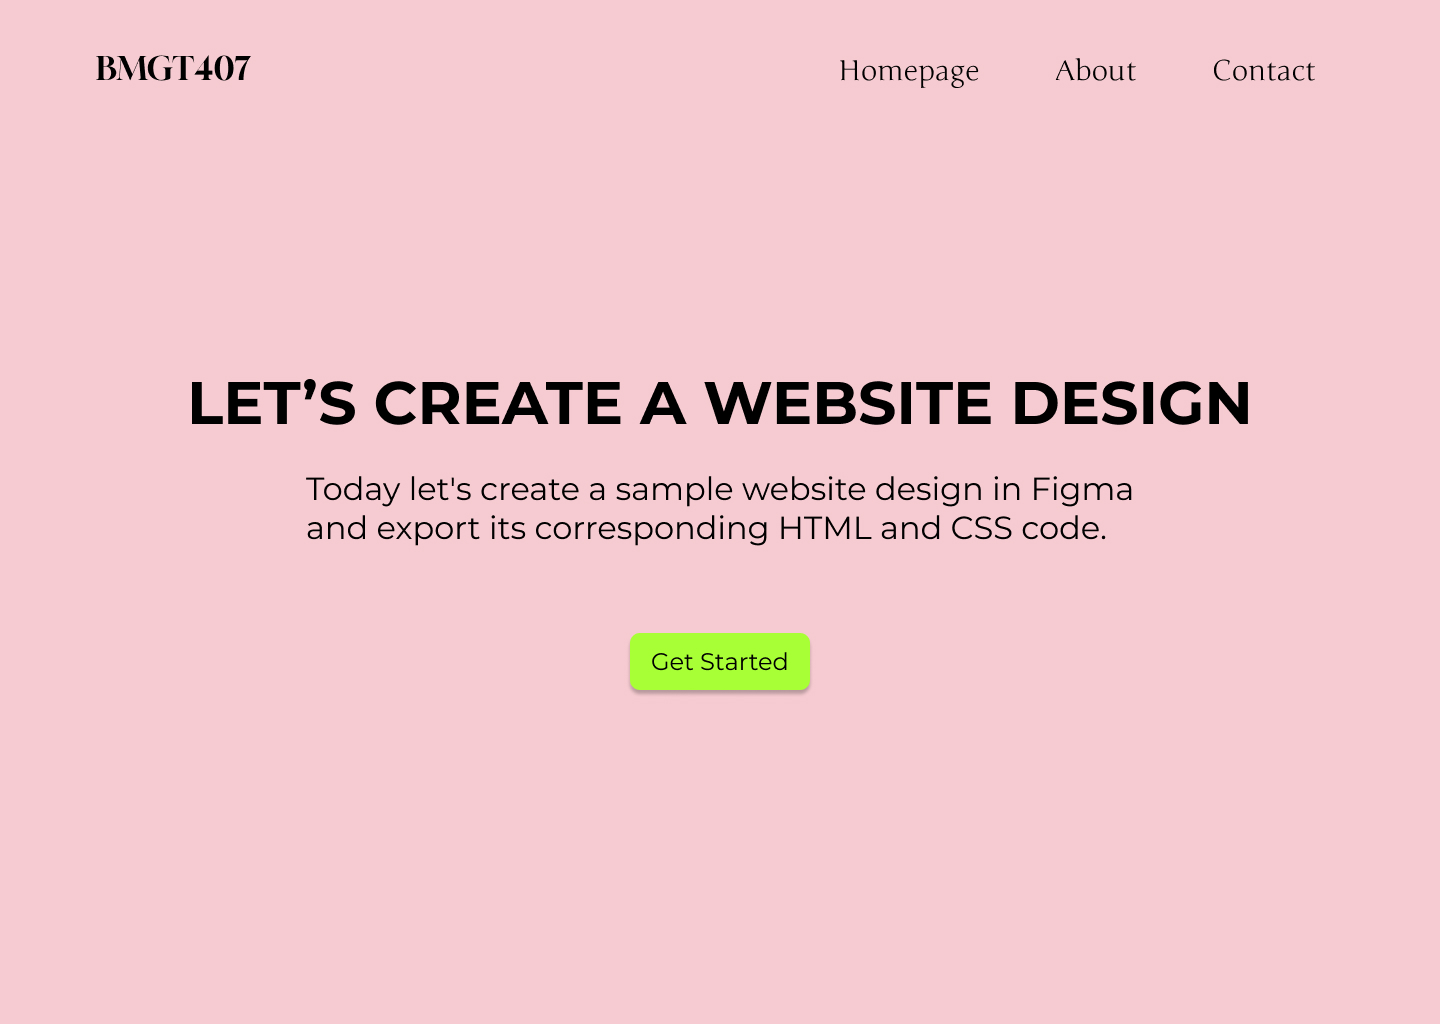 BMGT407
Homepage
About
Contact
LET’S CREATE A WEBSITE DESIGN
Today let's create a sample website design in Figma
and export its corresponding HTML and CSS code.
Get Started